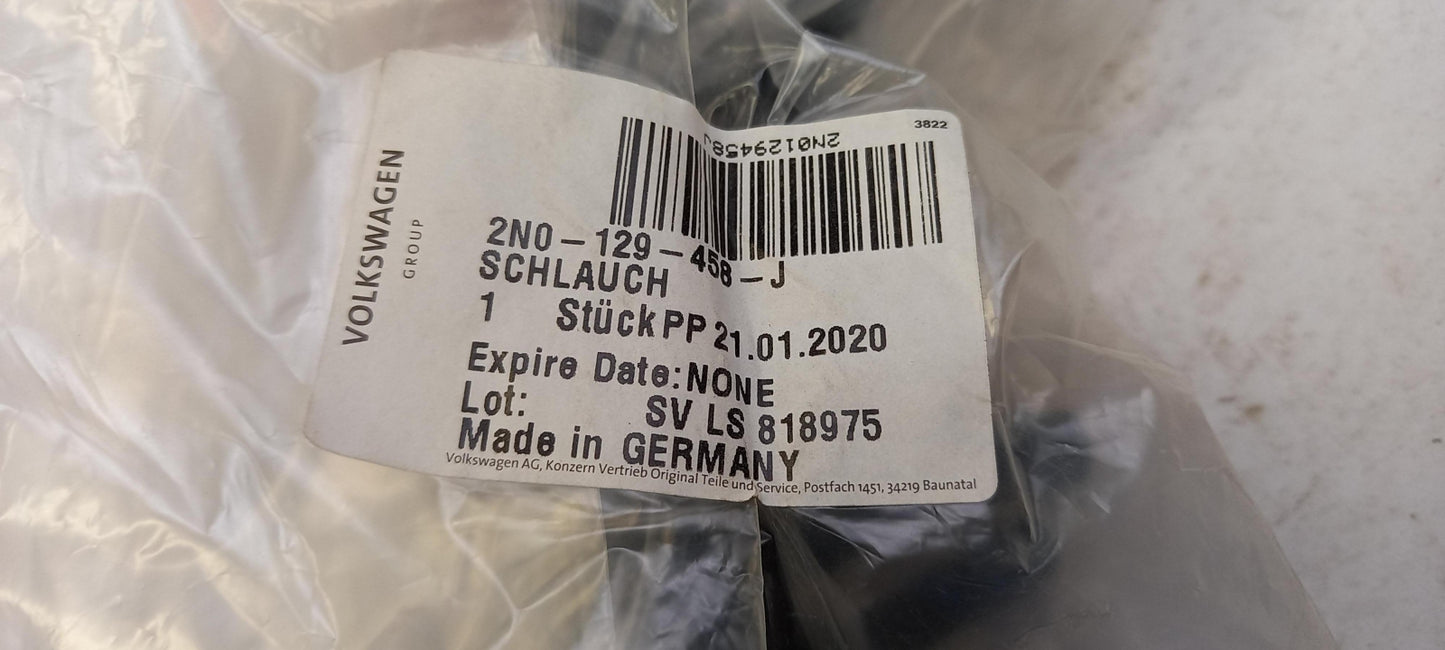 VOLKSWAGEN
GROUP
3822
2N0129458J
2N0-129-458-J
SCHLAUCH
1 Stück PP 21.01.2020
Expire Date: NONE
Lot: SV LS 818975
Made in GERMANY
Volkswagen AG, Konzern Vertrieb Original Teile und Service, Postfach 1451, 34219 Baunatal